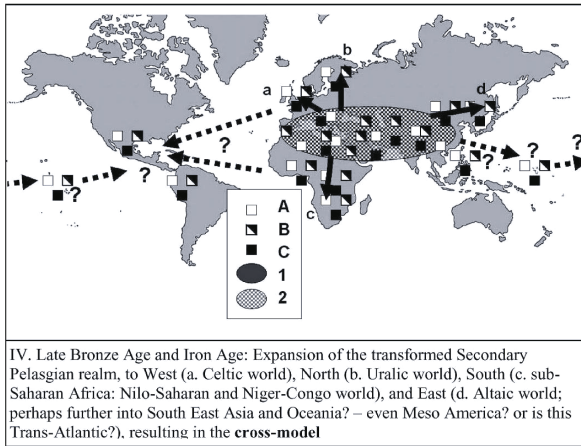 b
a
d
?
?
?
?
?
?
?
c
A
B
C
1
2
IV. Late Bronze Age and Iron Age: Expansion of the transformed Secondary
Pelasgian realm, to West (a. Celtic world), North (b. Uralic world), South (c. sub-
Saharan Africa: Nilo-Saharan and Niger-Congo world), and East (d. Altaic world;
perhaps further into South East Asia and Oceania? – even Meso America? or is this
Trans-Atlantic?), resulting in the cross-model